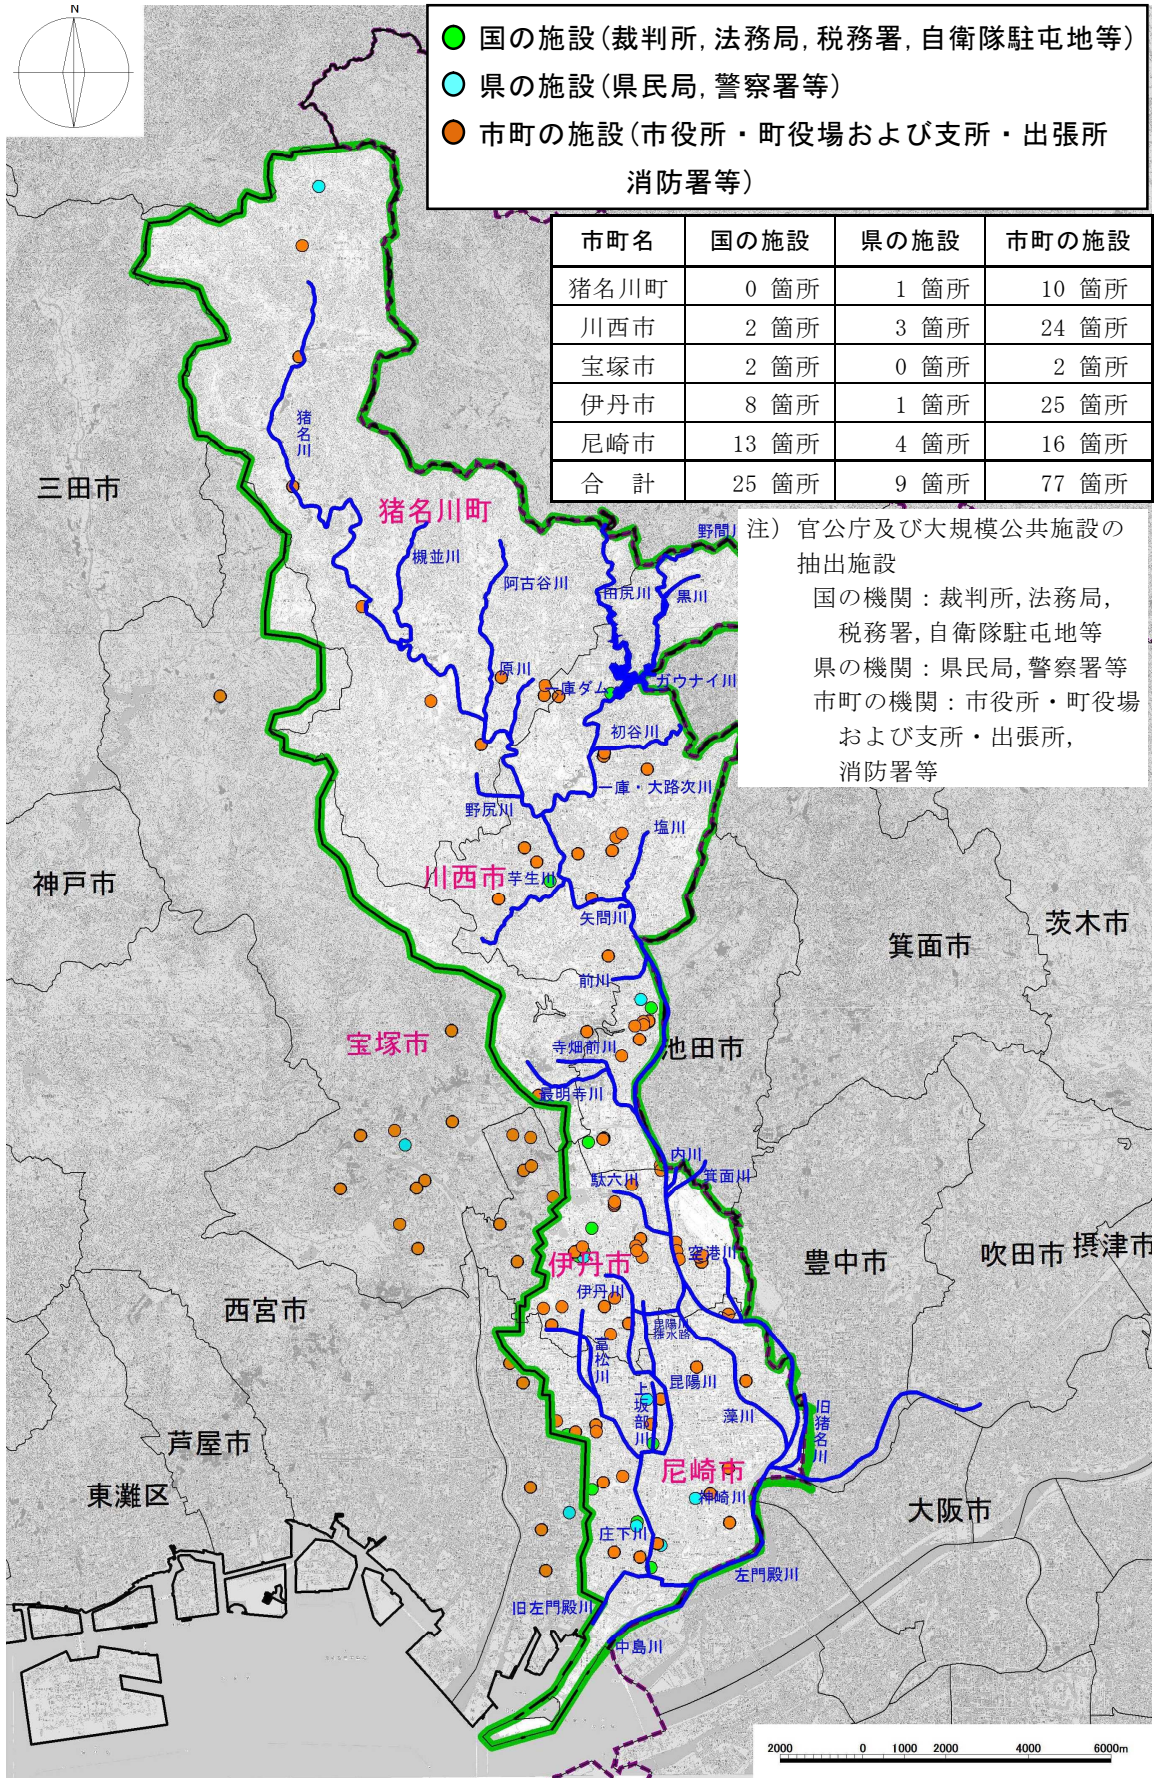 N
国の施設(裁判所,法務局,税務署,自衛隊駐屯地等)
県の施設(県民局,警察署等)
市町の施設(市役所・町役場および支所・出張所
消防署等)
市町名 国の施設 県の施設 市町の施設
猪名川町 0 箇所 1 箇所 10 箇所
川西市 2 箇所 3 箇所 24 箇所
宝塚市 2 箇所 0 箇所 2 箇所
伊丹市 8 箇所 1 箇所 25 箇所
尼崎市 13 箇所 4 箇所 16 箇所
合 計 25 箇所 9 箇所 77 箇所
注) 官公庁及び大規模公共施設の
抽出施設
国の機関:裁判所,法務局,
税務署,自衛隊駐屯地等
県の機関:県民局,警察署等
市町の機関:市役所・町役場
および支所・出張所,
消防署等
猪名川
三田市
猪名川町
野間川
槻並川
阿古谷川
田尻川
黒川
原川
一庫ダム
ガウナイ川
初谷川
一庫・大路次川
野尻川
塩川
川西市
芋生川
神戸市
矢問川
茨木市
箕面市
前川
宝塚市
寺畑前川
池田市
最明寺川
内川
駄六川
箕面川
空港川
伊丹市
豊中市
吹田市
摂津市
伊丹川
西宮市
昆陽川
排水路
富松川
昆陽川
上坂部川
藻川
旧猪名川
芦屋市
尼崎市
東灘区
神崎川
大阪市
庄下川
左門殿川
旧左門殿川
中島川
2000 0 1000 2000 4000 6000m